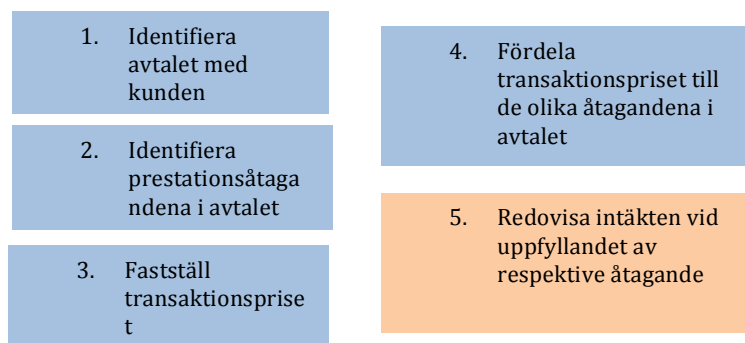 1. Identifiera
avtalet med
kunden
2. Identifiera
prestationsåtaga
ndena i avtalet
3. Fastställ
transaktionsprise
t
4. Fördela
transaktionspriset till
de olika åtagandena i
avtalet
5. Redovisa intäkten vid
uppfyllandet av
respektive åtagande